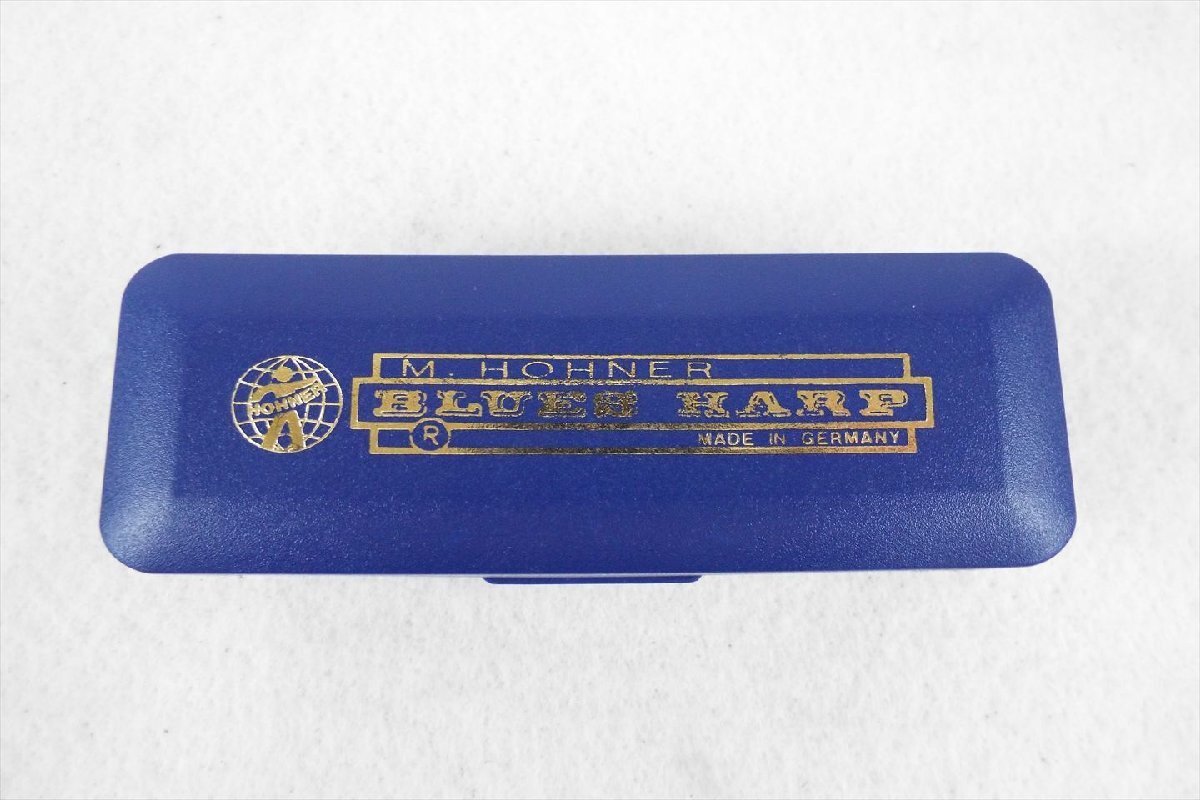 HOHNER
M. HOHNER
BLUES HARP
®
MADE IN GERMANY